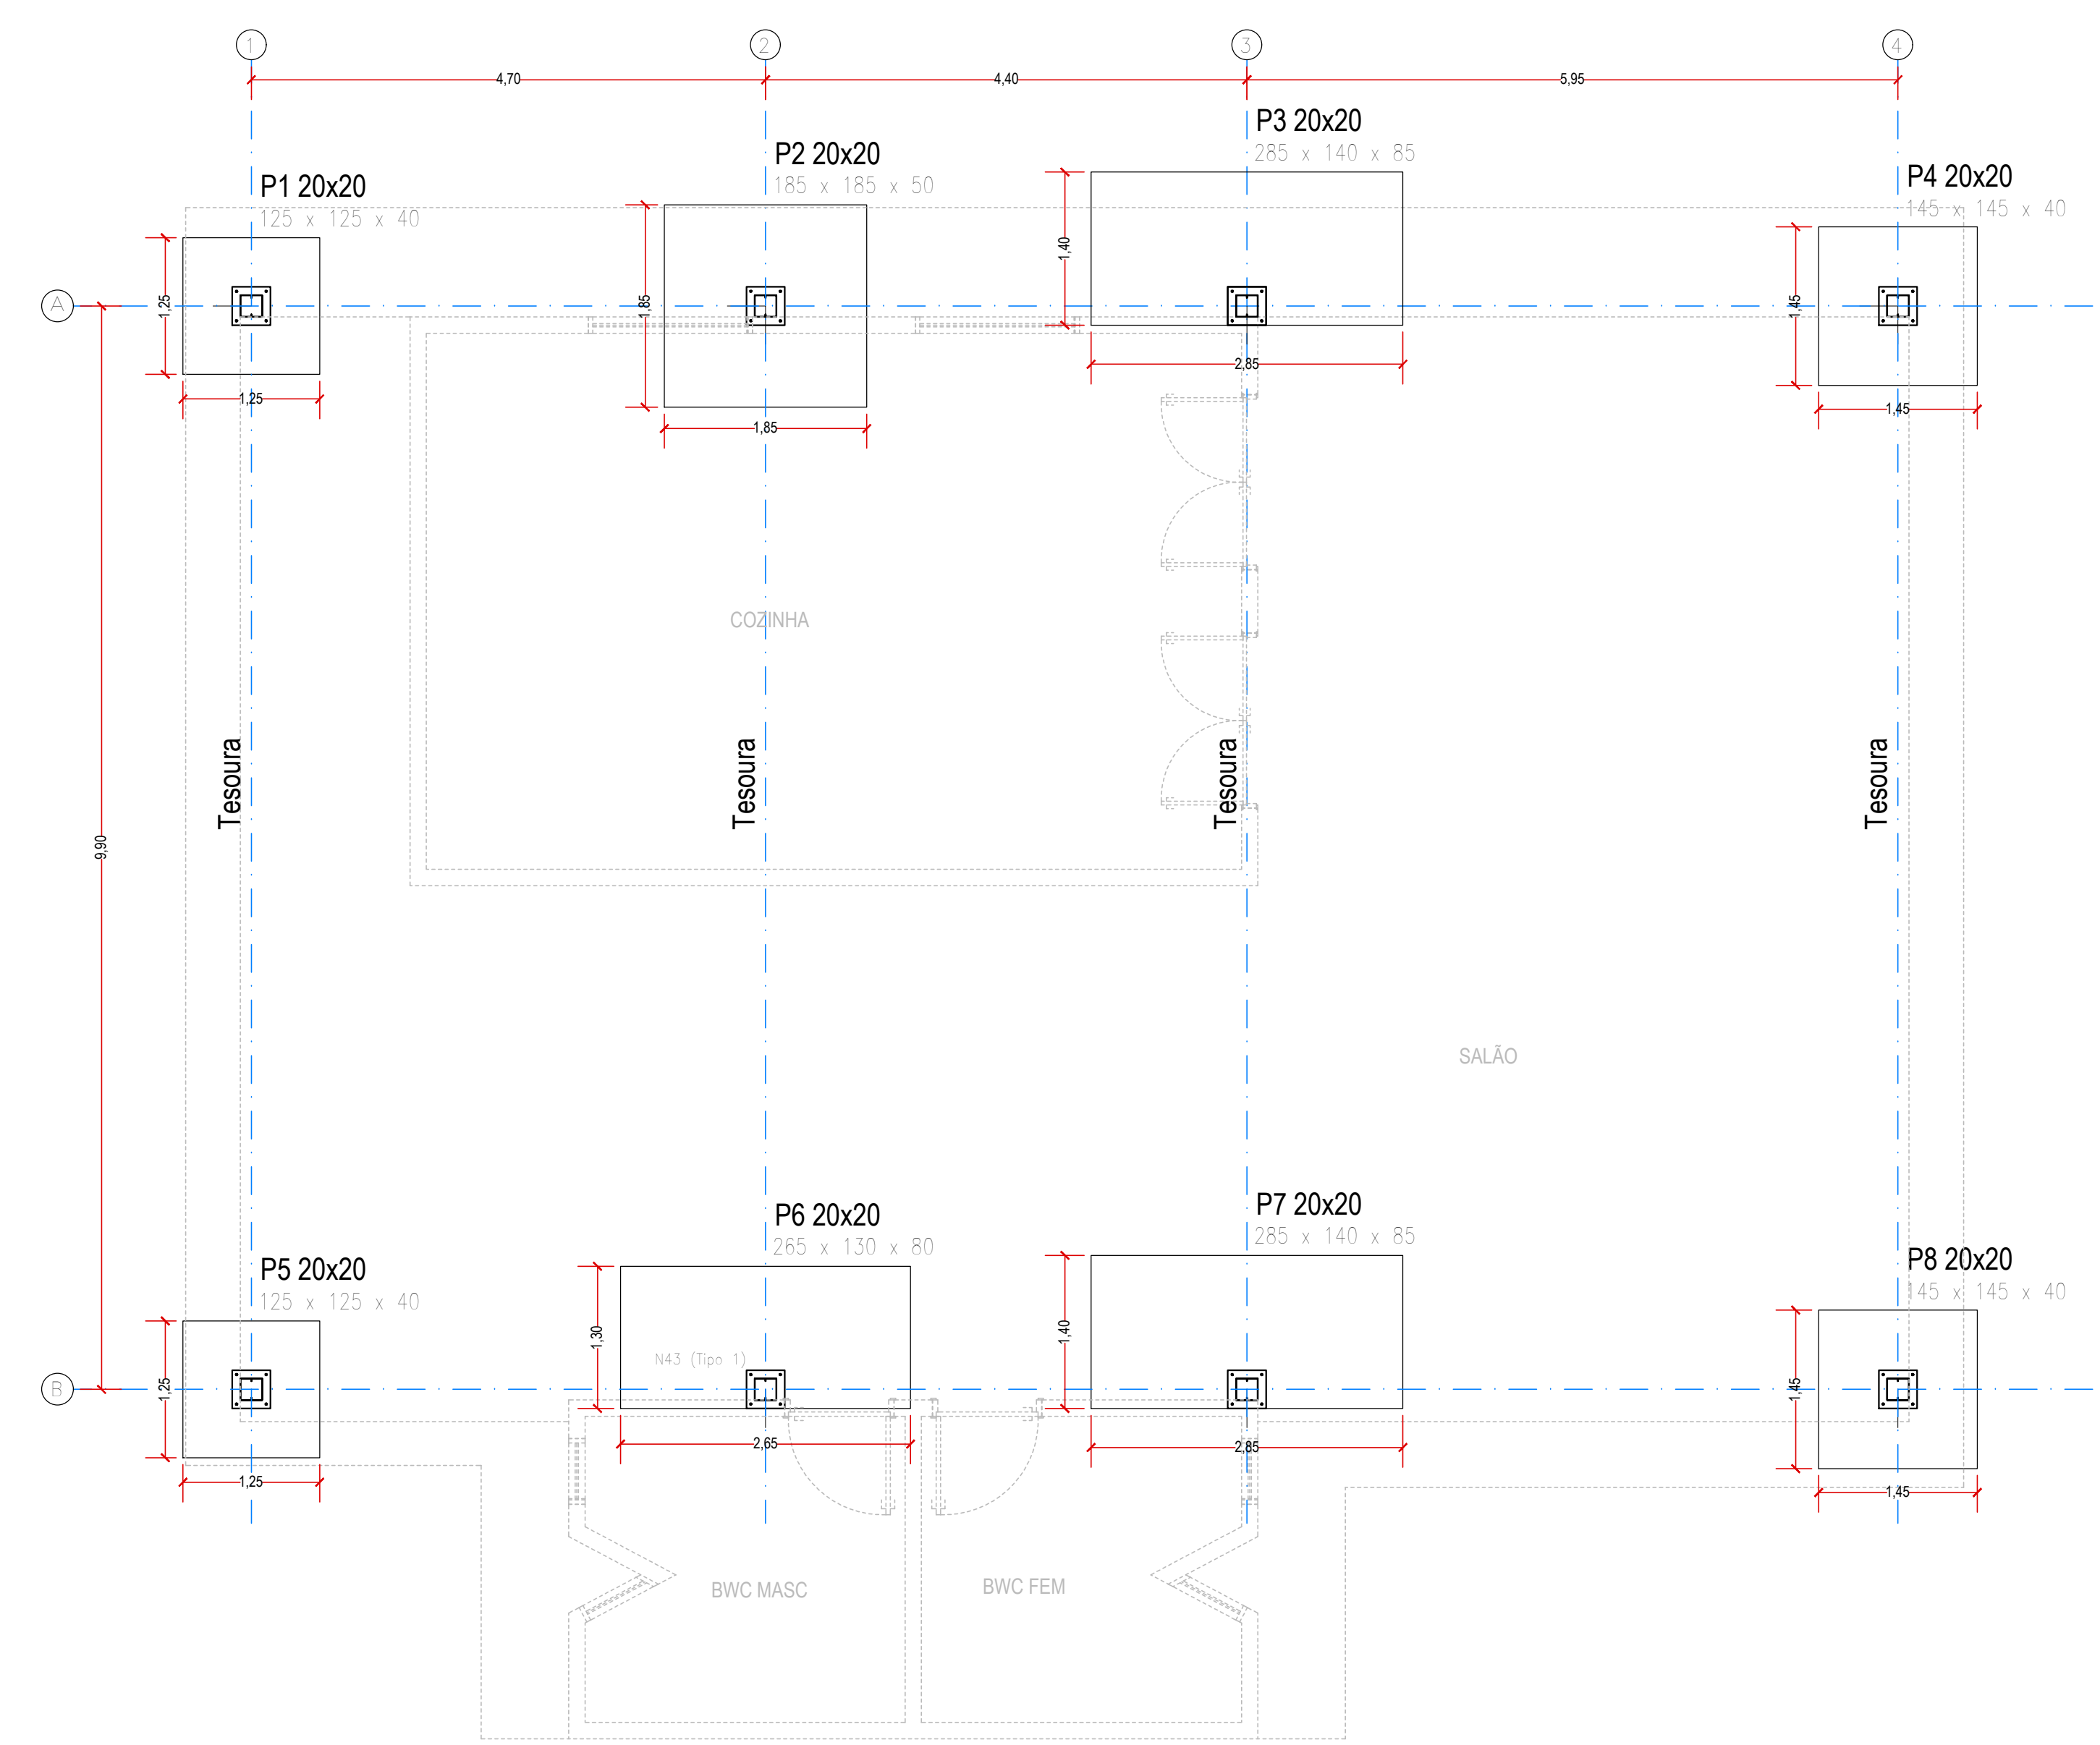 1
2
3
4
4,70
4,40
5,95
P3 20x20
285 x 140 x 85
P2 20x20
185 x 185 x 50
P1 20x20
125 x 125 x 40
P4 20x20
145 x 145 x 40
A
1,25
1,85
1,40
1,45
2,85
1,25
1,85
1,45
COZINHA
Tesoura
Tesoura
Tesoura
Tesoura
9,90
SALÃO
P7 20x20
285 x 140 x 85
P6 20x20
265 x 130 x 80
P5 20x20
125 x 125 x 40
P8 20x20
145 x 145 x 40
1,30
1,40
N43 (Tipo 1)
B
1,25
1,45
2,65
2,85
1,25
1,45
BWC MASC
BWC FEM